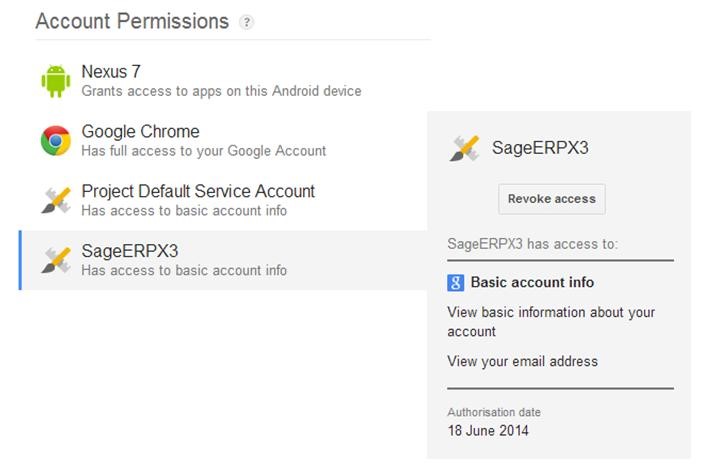 Account Permissions ?
Nexus 7
Grants access to apps on this Android device
Google Chrome
Has full access to your Google Account
Project Default Service Account
Has access to basic account info
SageERPX3
Has access to basic account info
SageERPX3
Revoke access
SageERPX3 has access to:
g Basic account info
View basic information about your
account
View your email address
Authorisation date
18 June 2014